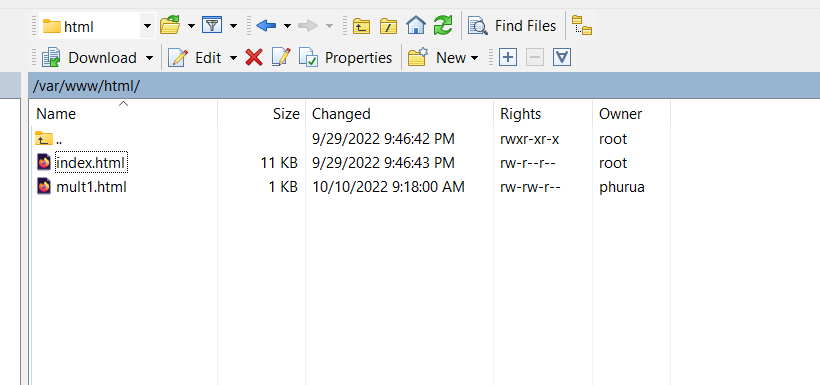 html Find Files
Download Edit Properties New
/var/www/html/
Name Size Changed Rights Owner
.. 9/29/2022 9:46:42 PM rwxr-xr-x root
index.html 11 KB 9/29/2022 9:46:43 PM rw-r--r-- root
mult1.html 1 KB 10/10/2022 9:18:00 AM rw-rw-r-- phurua